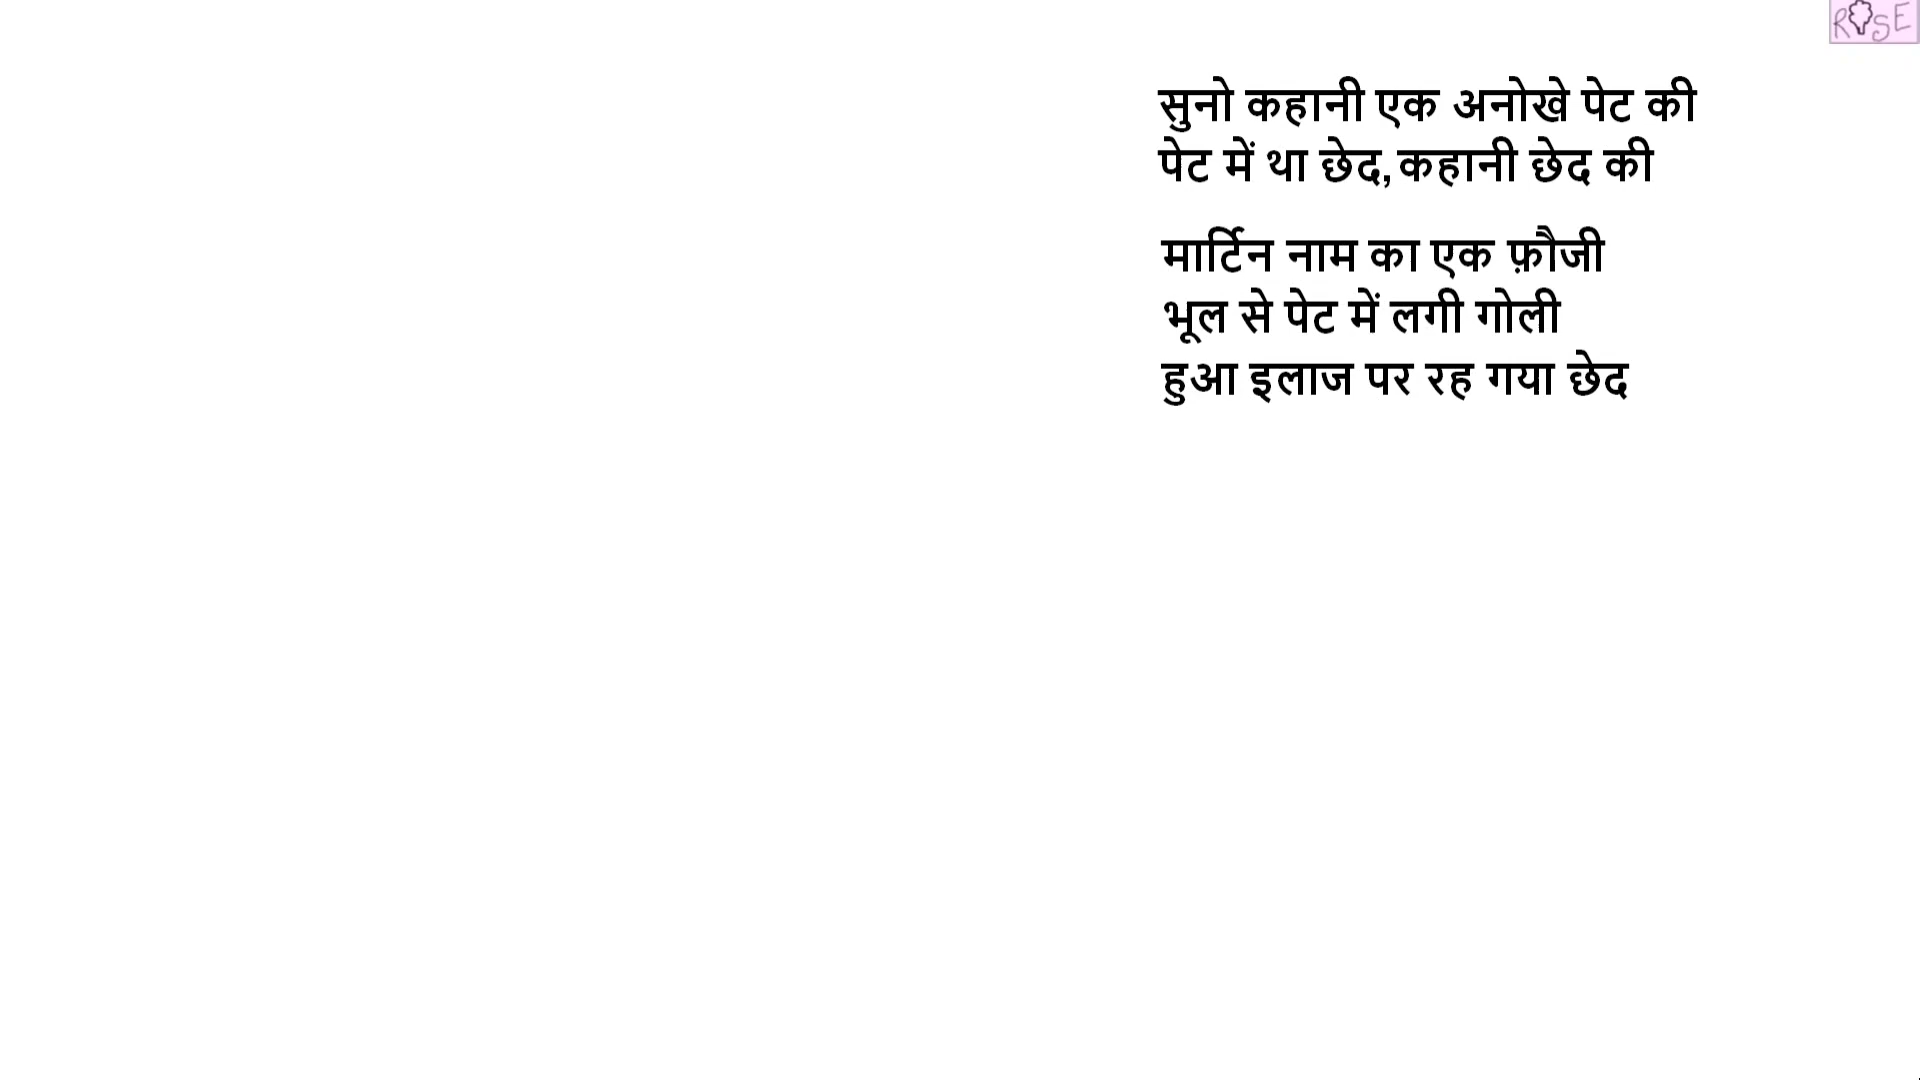 ROSE
सुनो कहानी एक अनोखे पेट की
पेट में था छेद, कहानी छेद की
मार्टिन नाम का एक फ़ौजी
भूल से पेट में लगी गोली
हुआ इलाज पर रह गया छेद